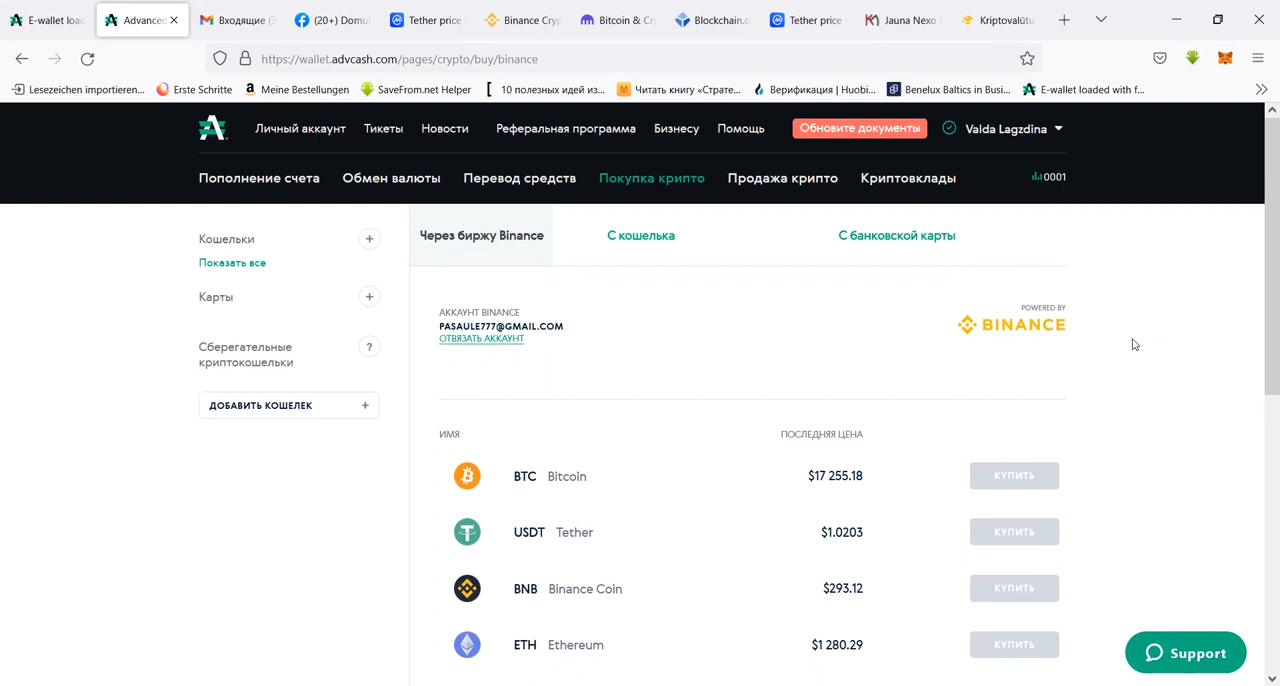 E-wallet loa
Advanced
Входящие (
(20+) Domu
Tether price
Binance Cryp
Bitcoin & Cr
Blockchain.c
Tether price
Jauna Nexo
Kriptovalūtu
https://wallet.advcash.com/pages/crypto/buy/binance
Lesezeichen importieren...
Erste Schritte
Meine Bestellungen
SaveFrom.net Helper
10 полезных идей из...
Читать книгу «Страте...
Верификация | Huobi...
Benelux Baltics in Busi...
E-wallet loaded with f...
Личный аккаунт
Тикеты
Новости
Реферальная программа
Бизнесу
Помощь
Обновите документы
Valda Lagzdina
Пополнение счета
Обмен валюты
Перевод средств
Покупка крипто
Продажа крипто
Криптовклады
0001
Кошельки
Показать все
Карты
Сберегательные
криптокошельки
?
ДОБАВИТЬ КОШЕЛЕК +
Через биржу Binance
С кошелька
С банковской карты
АККАУНТ BINANCE
PASAULE777@GMAIL.COM
ОТВЯЗАТЬ АККАУНТ
POWERED BY
BINANCE
ИМЯ
ПОСЛЕДНЯЯ ЦЕНА
BTC Bitcoin $17 255.18 КУПИТЬ
USDT Tether $1.0203 КУПИТЬ
BNB Binance Coin $293.12 КУПИТЬ
ETH Ethereum $1 280.29 КУПИТЬ
Support